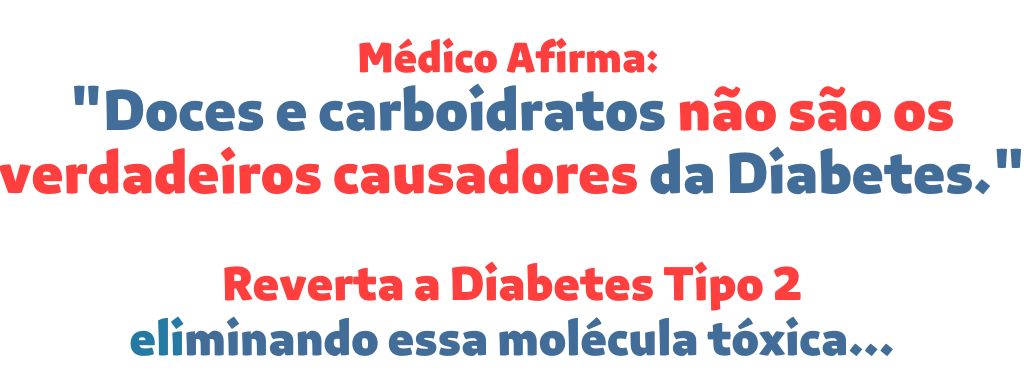 Médico Afirma:
"Doces e carboidratos não são os
verdadeiros causadores da Diabetes."
Reverta a Diabetes Tipo 2
eliminando essa molécula tóxica...